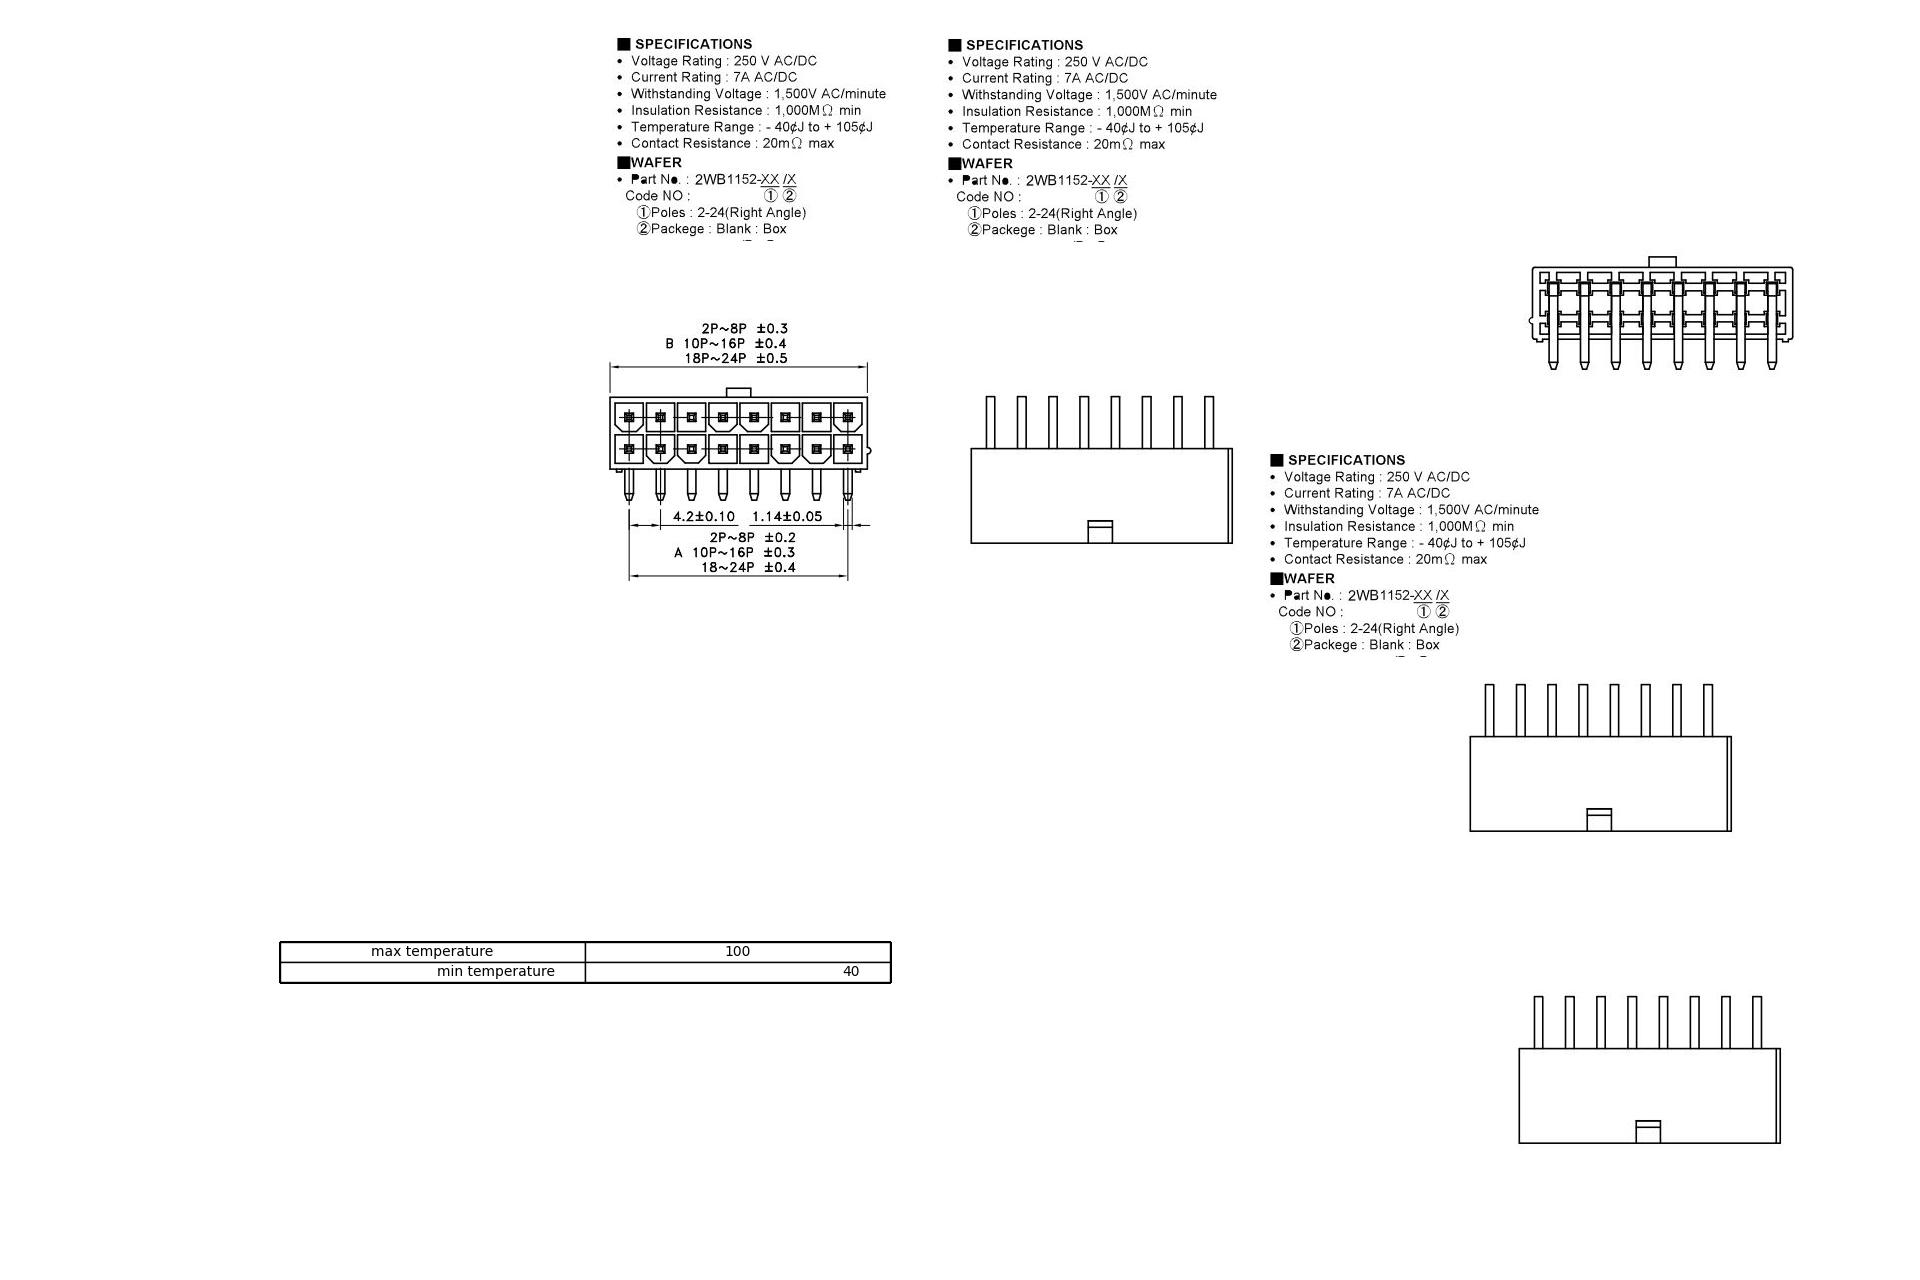 ■ SPECIFICATIONS
• Voltage Rating : 250 V AC/DC
• Current Rating : 7A AC/DC
• Withstanding Voltage : 1,500V AC/minute
• Insulation Resistance : 1,000MΩ min
• Temperature Range : - 40¢J to + 105¢J
• Contact Resistance : 20mΩ max
■WAFER
• Part No. : 2WB1152-XX /X
Code NO : ① ②
①Poles : 2-24(Right Angle)
②Packege : Blank : Box
■ SPECIFICATIONS
• Voltage Rating : 250 V AC/DC
• Current Rating : 7A AC/DC
• Withstanding Voltage : 1,500V AC/minute
• Insulation Resistance : 1,000MΩ min
• Temperature Range : - 40¢J to + 105¢J
• Contact Resistance : 20mΩ max
■WAFER
• Part No. : 2WB1152-XX /X
Code NO : ① ②
①Poles : 2-24(Right Angle)
②Packege : Blank : Box
2P~8P ±0.3
B 10P~16P ±0.4
18P~24P ±0.5
4.2±0.10 1.14±0.05
2P~8P ±0.2
A 10P~16P ±0.3
18~24P ±0.4
■ SPECIFICATIONS
• Voltage Rating : 250 V AC/DC
• Current Rating : 7A AC/DC
• Withstanding Voltage : 1,500V AC/minute
• Insulation Resistance : 1,000MΩ min
• Temperature Range : - 40¢J to + 105¢J
• Contact Resistance : 20mΩ max
■WAFER
• Part No. : 2WB1152-XX /X
Code NO : ① ②
①Poles : 2-24(Right Angle)
②Packege : Blank : Box
max temperature 100
min temperature 40